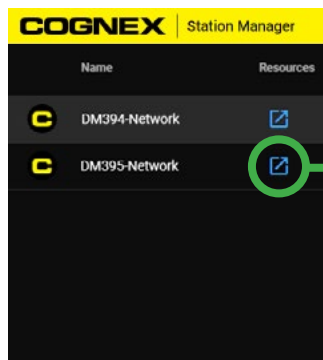 COGNEX Station Manager
Name Resources
DM394-Network
DM395-Network